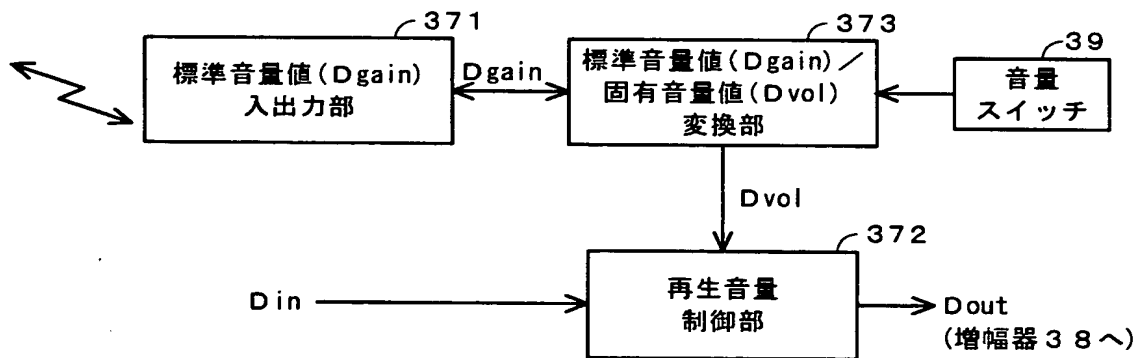 371
標準音量値(Dgain)
入出力部
Dgain
373
標準音量値(Dgain)／
固有音量値(Dvol)
変換部
39
音量
スイッチ
Dvol
372
Din
再生音量
制御部
Dout
(増幅器38へ)